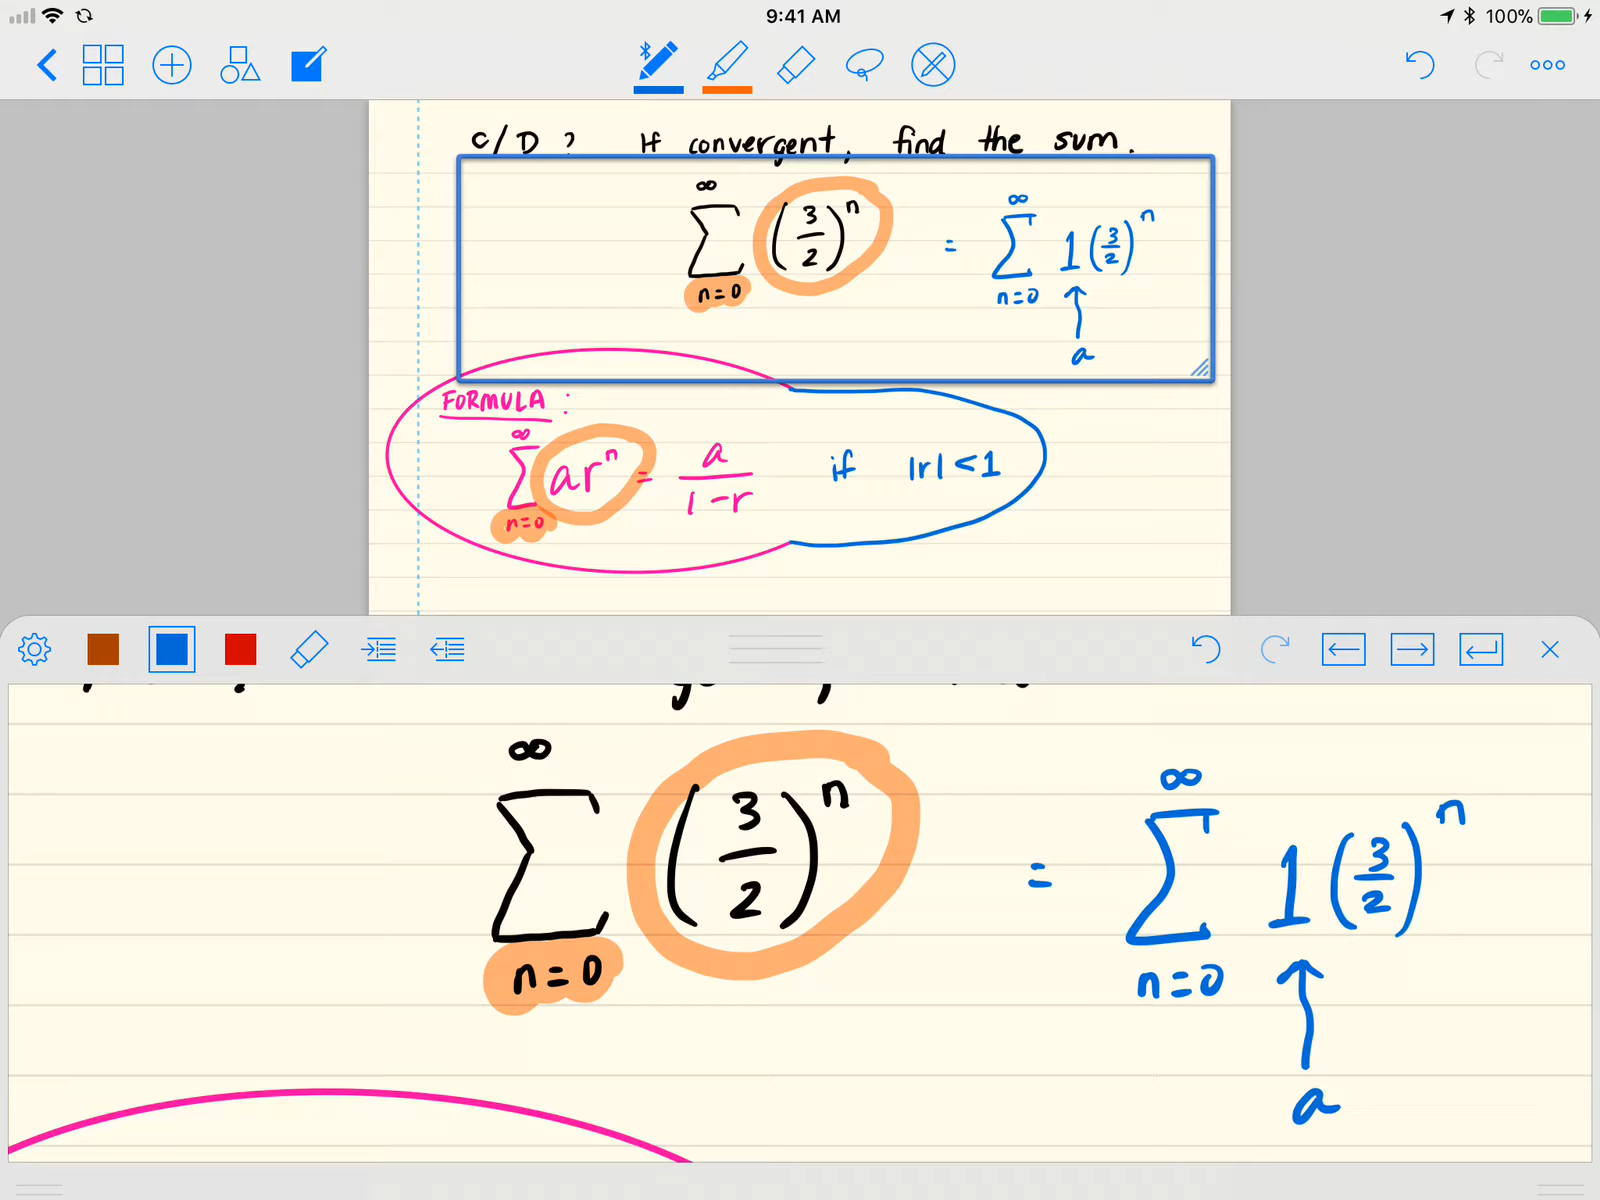 9:41 AM
100%
C/D? If convergent, find the sum.
∞ ∑ n=0 (3/2)^n = ∞ ∑ n=0 1(3/2)^n
a
FORMULA:
∞ ∑ n=0 ar^n = a/(1-r) if |r|<1
∞ ∑ n=0 (3/2)^n = ∞ ∑ n=0 1(3/2)^n
a